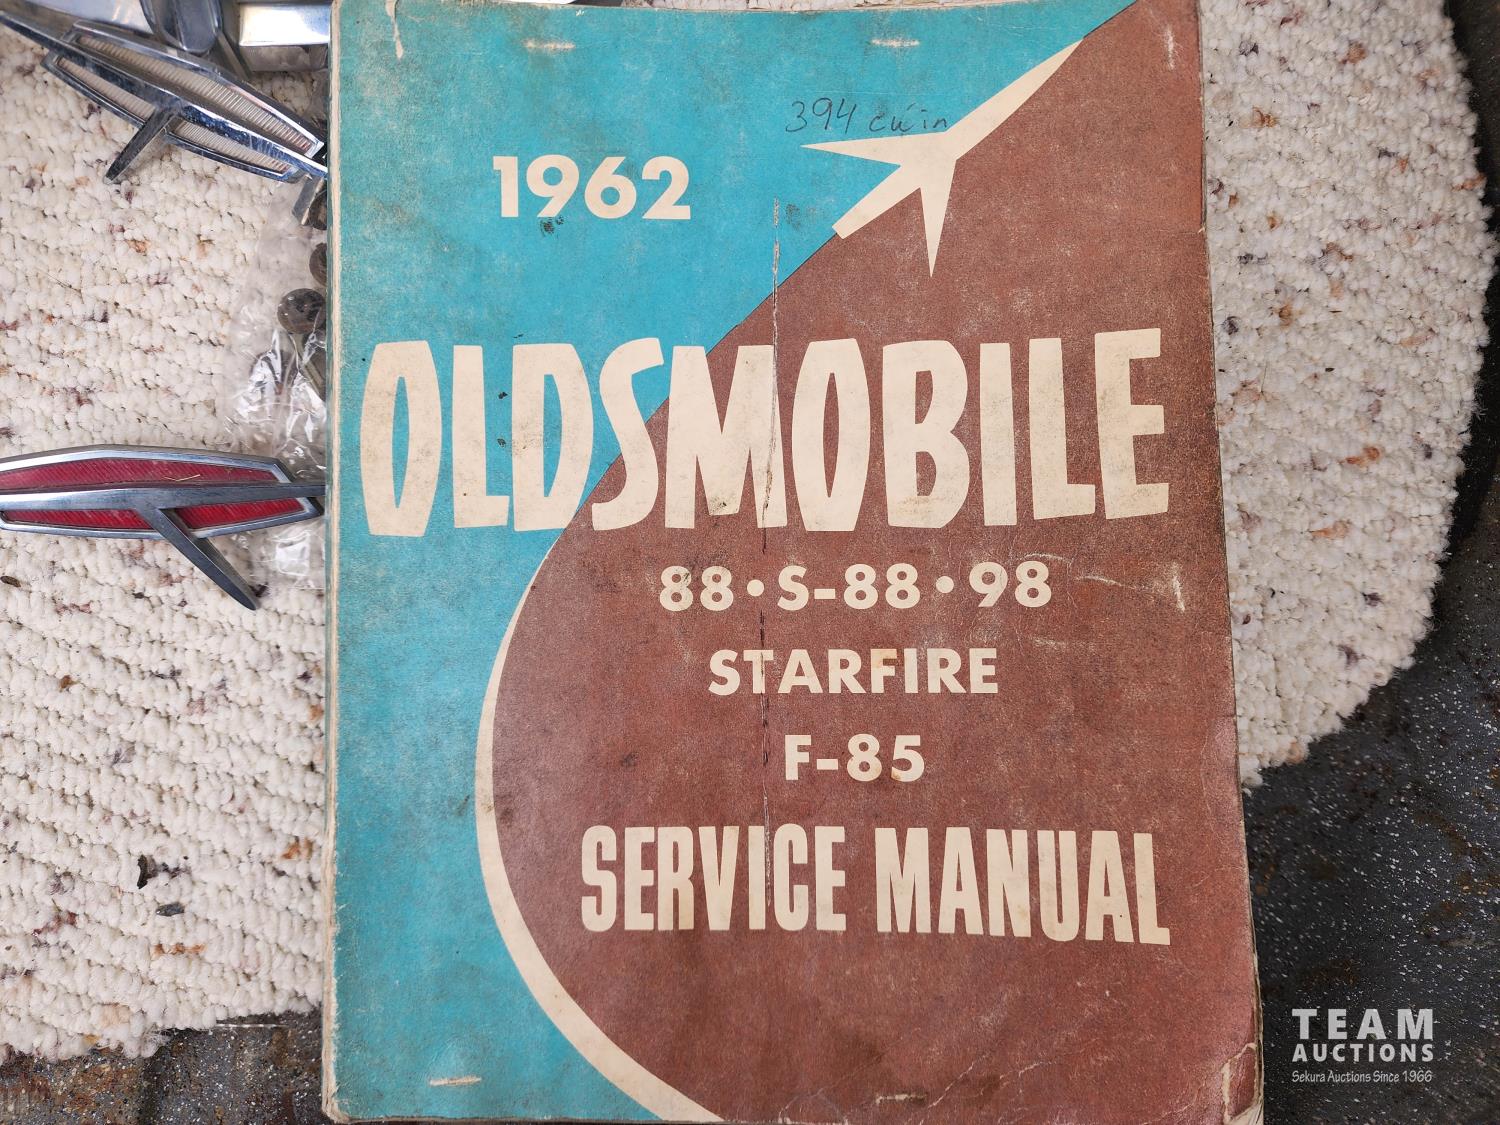 394 cu in
1962
OLDSMOBILE
88•S-88•98
STARFIRE
F-85
SERVICE MANUAL
TEAM
AUCTIONS
Sekura Auctions Since 1966